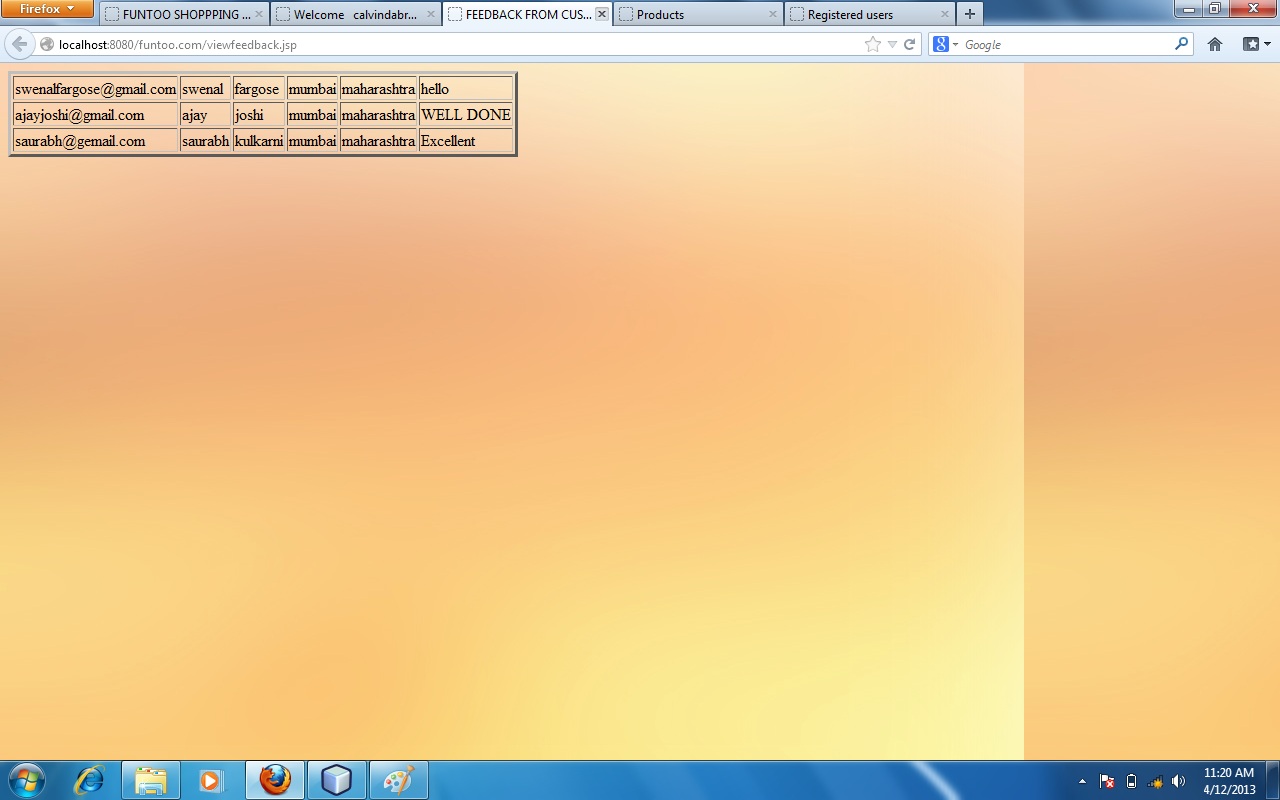 Firefox
FUNTOO SHOPPPING ...
Welcome calvindabr...
FEEDBACK FROM CUS...
Products
Registered users
localhost:8080/funtoo.com/viewfeedback.jsp
Google
swenalfargose@gmail.com swenal fargose mumbai maharashtra hello
ajayjoshi@gmail.com ajay joshi mumbai maharashtra WELL DONE
saurabh@gemail.com saurabh kulkarni mumbai maharashtra Excellent
11:20 AM
4/12/2013